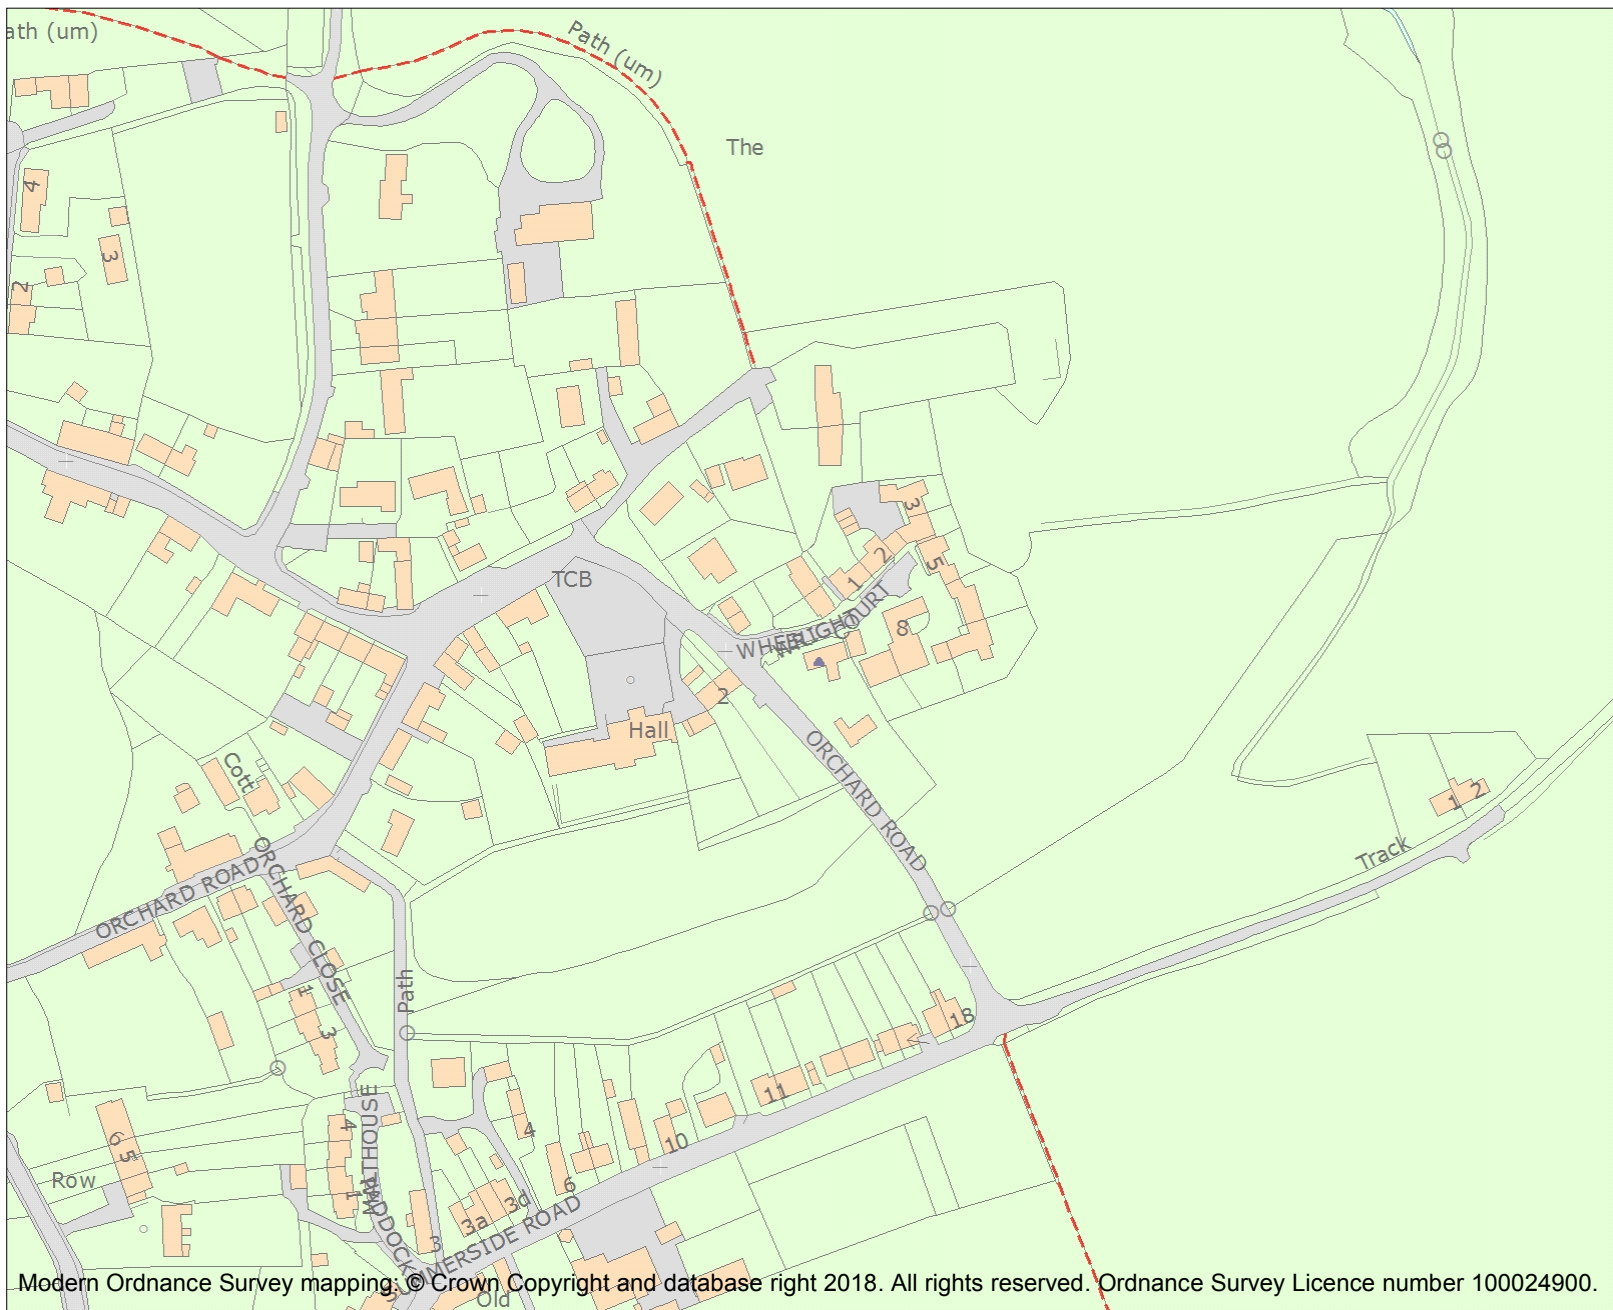 ath (um)
Path (um)
The
4
3
2
TCB
3
2
1
5
WHEELWRIGHT COURT
8
2
Hall
ORCHARD ROAD
Cott
ORCHARD ROAD
ORCHARD CLOSE
1
3
Path
1 2
Track
18
11
10
4
6
MALTHOUSE
PADDOCK
4
1
6 5
Row
3d
3a
3
SUMMERSIDE ROAD
Old
Modern Ordnance Survey mapping: © Crown Copyright and database right 2018. All rights reserved. Ordnance Survey Licence number 100024900.